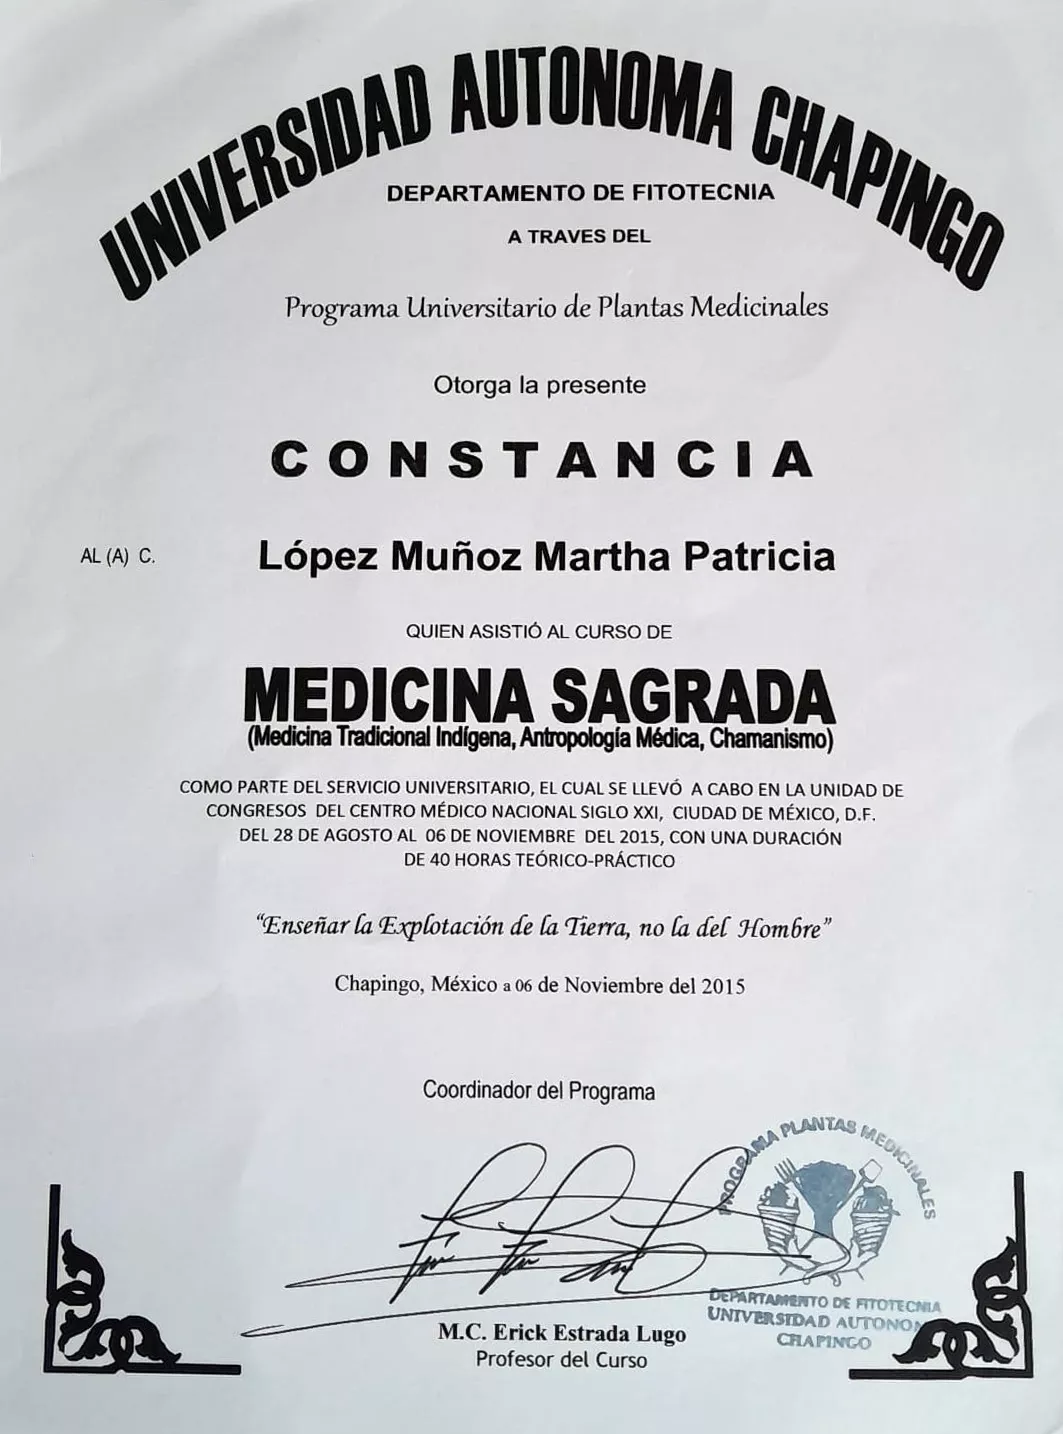 UNIVERSIDAD AUTONOMA CHAPINGO
DEPARTAMENTO DE FITOTECNIA
A TRAVES DEL
Programa Universitario de Plantas Medicinales
Otorga la presente
CONSTANCIA
AL (A) C. López Muñoz Martha Patricia
QUIEN ASISTIÓ AL CURSO DE
MEDICINA SAGRADA
(Medicina Tradicional Indígena, Antropología Médica, Chamanismo)
COMO PARTE DEL SERVICIO UNIVERSITARIO, EL CUAL SE LLEVÓ A CABO EN LA UNIDAD DE
CONGRESOS DEL CENTRO MÉDICO NACIONAL SIGLO XXI, CIUDAD DE MÉXICO, D.F.
DEL 28 DE AGOSTO AL 06 DE NOVIEMBRE DEL 2015, CON UNA DURACIÓN
DE 40 HORAS TEÓRICO-PRÁCTICO
“Enseñar la Explotación de la Tierra, no la del Hombre”
Chapingo, México a 06 de Noviembre del 2015
Coordinador del Programa
PROGRAMA PLANTAS MEDICINALES
DEPARTAMENTO DE FITOTECNIA
UNIVERSIDAD AUTONOM
CHAPINGO
M.C. Erick Estrada Lugo
Profesor del Curso